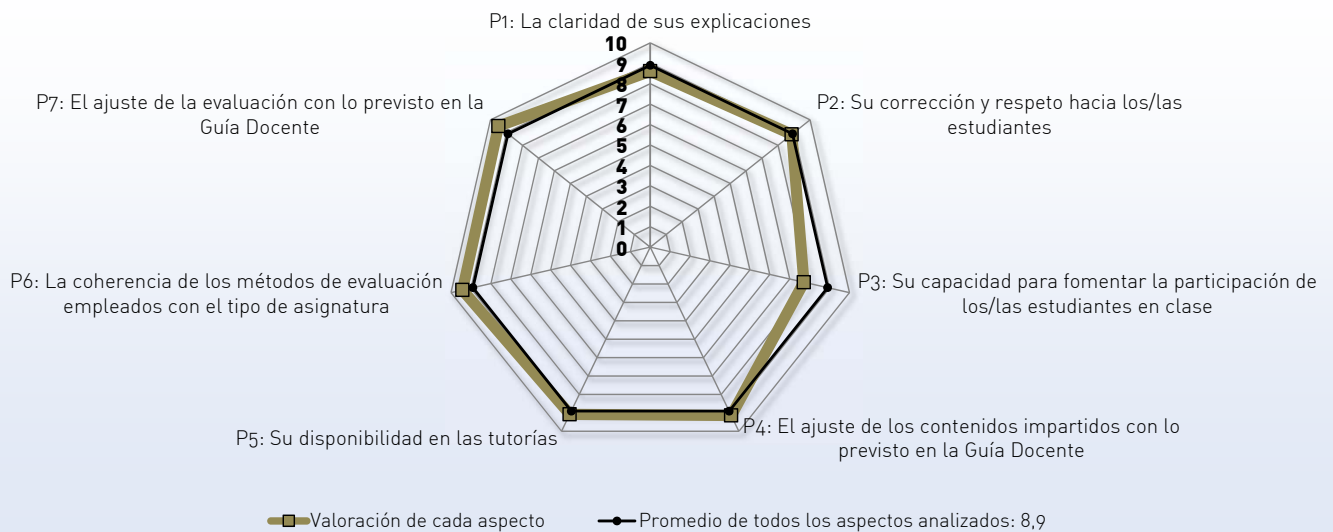 P1: La claridad de sus explicaciones
10
9
8
7
6
5
4
3
2
1
0
P2: Su corrección y respeto hacia los/las
estudiantes
P3: Su capacidad para fomentar la participación de
los/las estudiantes en clase
P4: El ajuste de los contenidos impartidos con lo
previsto en la Guía Docente
P5: Su disponibilidad en las tutorías
P6: La coherencia de los métodos de evaluación
empleados con el tipo de asignatura
P7: El ajuste de la evaluación con lo previsto en la
Guía Docente
Valoración de cada aspecto
Promedio de todos los aspectos analizados: 8,9